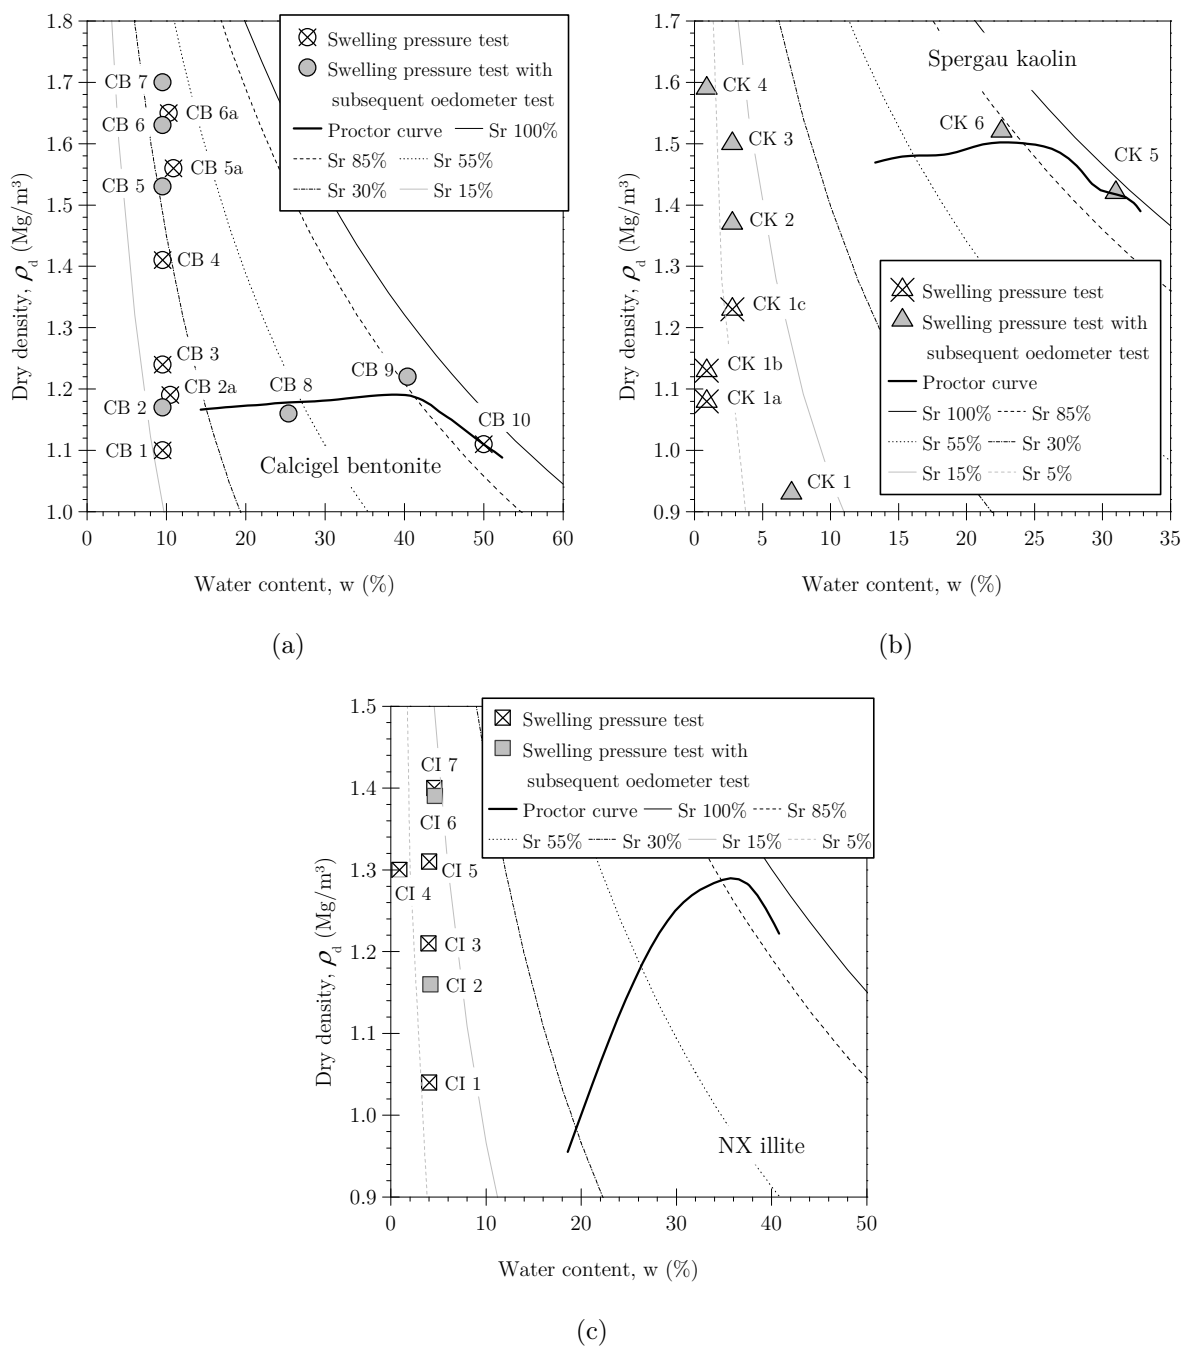 1.8
1.7
1.6
1.5
1.4
1.3
1.2
1.1
1.0
Dry density, ρd (Mg/m³)
Swelling pressure test
Swelling pressure test with
subsequent oedometer test
Proctor curve Sr 100%
Sr 85% Sr 55%
Sr 30% Sr 15%
CB 7
CB 6a
CB 6
CB 5a
CB 5
CB 4
CB 3
CB 2a
CB 2
CB 1
CB 8
CB 9
CB 10
Calcigel bentonite
0 10 20 30 40 50 60
Water content, w (%)
(a)
1.7
1.6
1.5
1.4
1.3
1.2
1.1
1.0
0.9
Dry density, ρd (Mg/m³)
Spergau kaolin
CK 4
CK 6
CK 3
CK 5
CK 2
CK 1c
CK 1b
CK 1a
CK 1
Swelling pressure test
Swelling pressure test with
subsequent oedometer test
Proctor curve
Sr 100% Sr 85%
Sr 55% Sr 30%
Sr 15% Sr 5%
0 5 10 15 20 25 30 35
Water content, w (%)
(b)
1.5
1.4
1.3
1.2
1.1
1.0
0.9
Dry density, ρd (Mg/m³)
Swelling pressure test
Swelling pressure test with
subsequent oedometer test
Proctor curve Sr 100% Sr 85%
Sr 55% Sr 30% Sr 15% Sr 5%
CI 7
CI 6
CI 5
CI 4
CI 3
CI 2
CI 1
NX illite
0 10 20 30 40 50
Water content, w (%)
(c)